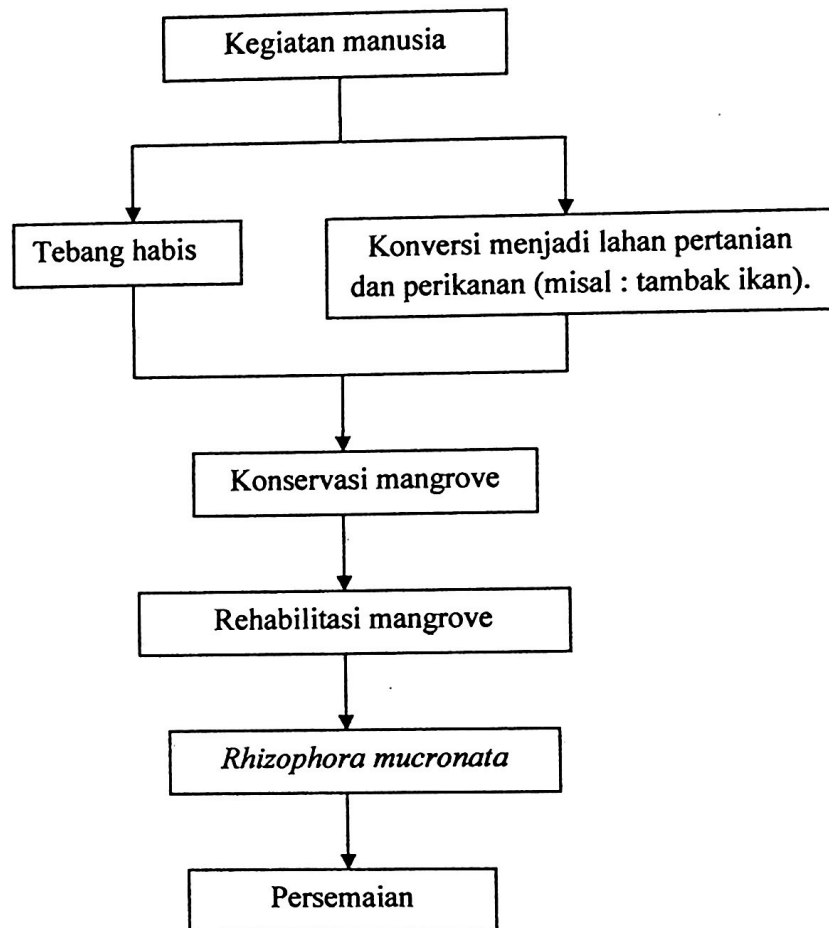 Kegiatan manusia
Tebang habis
Konversi menjadi lahan pertanian
dan perikanan (misal : tambak ikan).
Konservasi mangrove
Rehabilitasi mangrove
Rhizophora mucronata
Persemaian